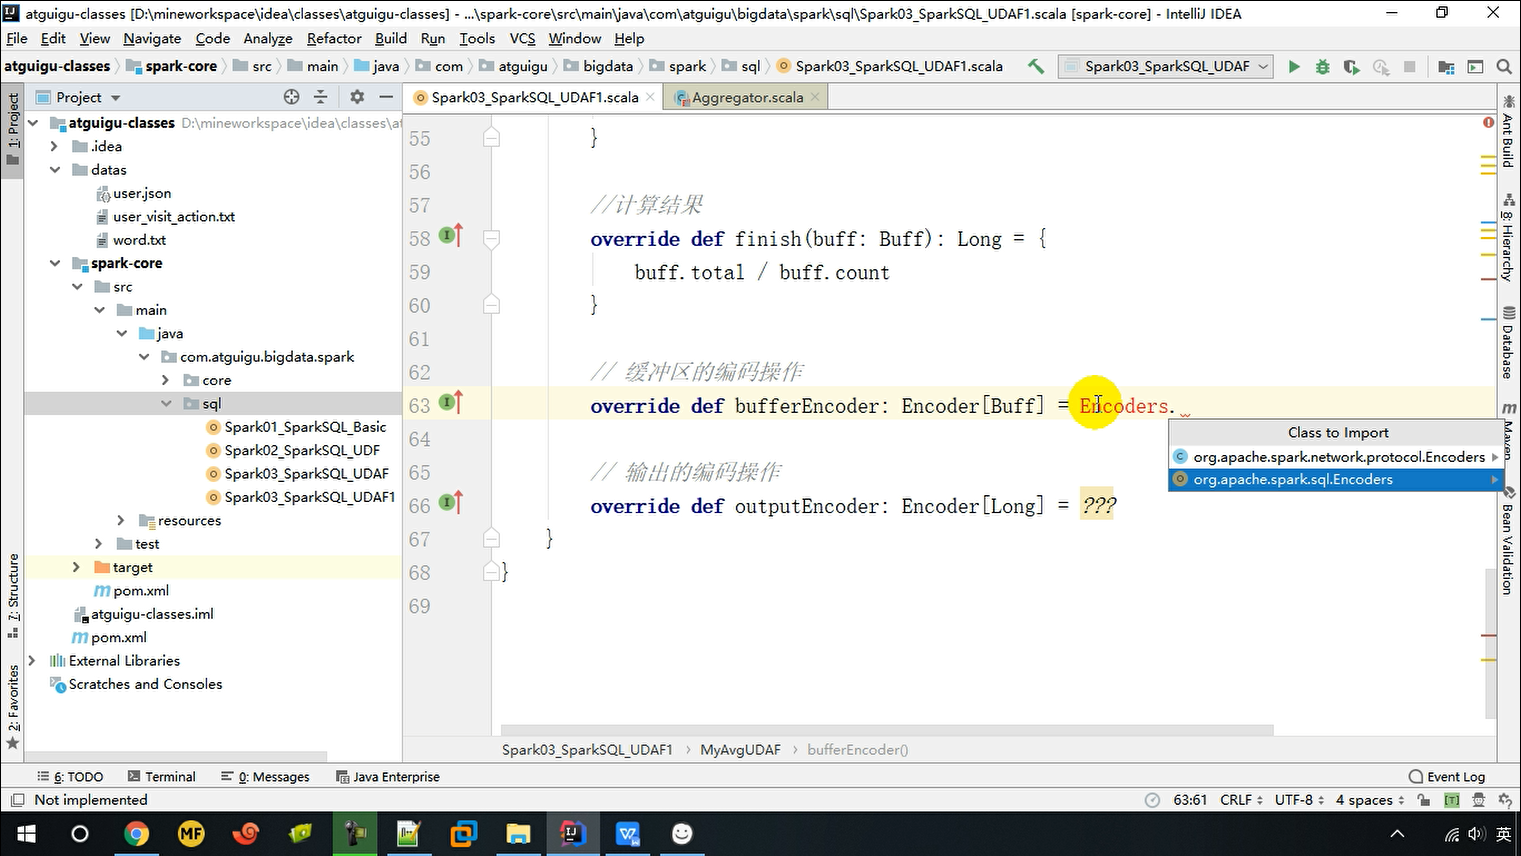 atguigu-classes [D:\mineworkspace\idea\classes\atguigu-classes] - ...\spark-core\src\main\java\com\atguigu\bigdata\spark\sql\Spark03_SparkSQL_UDAF1.scala [spark-core] - IntelliJ IDEA
File Edit View Navigate Code Analyze Refactor Build Run Tools VCS Window Help
atguigu-classes spark-core src main java com atguigu bigdata spark sql Spark03_SparkSQL_UDAF1.scala Spark03_SparkSQL_UDAF
1: Project
7: Structure
2: Favorites
Project
atguigu-classes D:\mineworkspace\idea\classes\at
.idea
datas
user.json
user_visit_action.txt
word.txt
spark-core
src
main
java
com.atguigu.bigdata.spark
core
sql
Spark01_SparkSQL_Basic
Spark02_SparkSQL_UDF
Spark03_SparkSQL_UDAF
Spark03_SparkSQL_UDAF1
resources
test
target
pom.xml
atguigu-classes.iml
pom.xml
External Libraries
Scratches and Consoles
Spark03_SparkSQL_UDAF1.scala Aggregator.scala
55 }
56
57 //计算结果
58 override def finish(buff: Buff): Long = {
59 buff.total / buff.count
60 }
61
62 // 缓冲区的编码操作
63 override def bufferEncoder: Encoder[Buff] = Encoders.
64
65 // 输出的编码操作
66 override def outputEncoder: Encoder[Long] = ???
67 }
68 }
69
Class to Import
org.apache.spark.network.protocol.Encoders
org.apache.spark.sql.Encoders
Ant Build
8: Hierarchy
Database
Maven
Bean Validation
Spark03_SparkSQL_UDAF1 › MyAvgUDAF › bufferEncoder()
6: TODO Terminal 0: Messages Java Enterprise Event Log
Not implemented 63:61 CRLF UTF-8 4 spaces [T]
MF 英